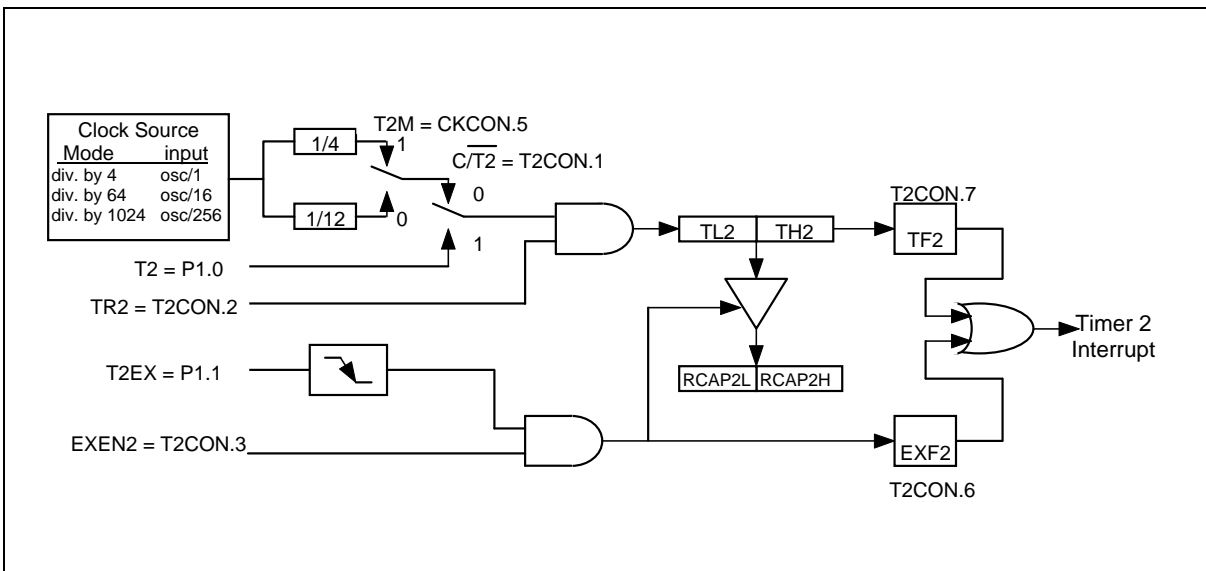 Clock Source
Mode input
div. by 4 osc/1
div. by 64 osc/16
div. by 1024 osc/256
1/4
1/12
T2M = CKCON.5
1
0
C/T2 = T2CON.1
0
1
T2 = P1.0
TR2 = T2CON.2
TL2 TH2
T2CON.7
TF2
Timer 2
Interrupt
T2EX = P1.1
RCAP2L RCAP2H
EXEN2 = T2CON.3
EXF2
T2CON.6